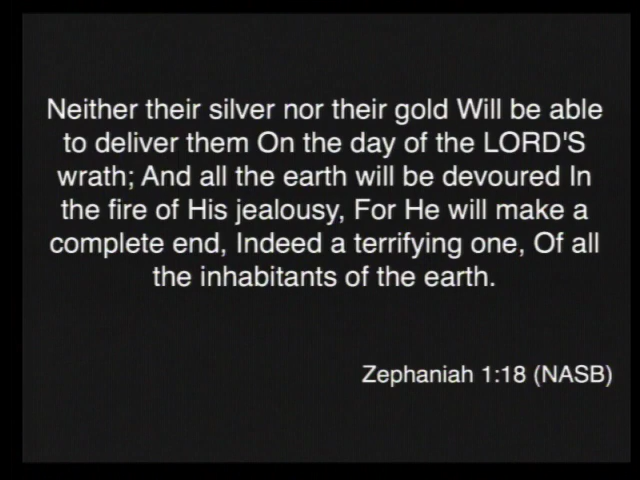 Neither their silver nor their gold Will be able
to deliver them On the day of the LORD'S
wrath; And all the earth will be devoured In
the fire of His jealousy, For He will make a
complete end, Indeed a terrifying one, Of all
the inhabitants of the earth.
Zephaniah 1:18 (NASB)